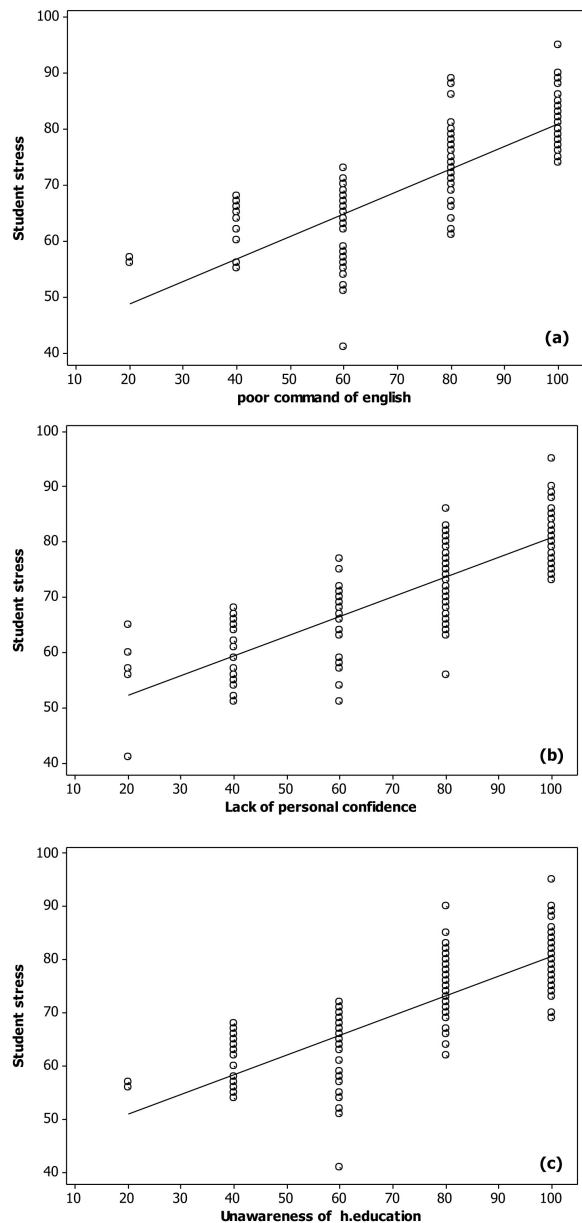 100
90
80
70
60
50
40
Student stress
10 20 30 40 50 60 70 80 90 100
poor command of english
(a)
100
90
80
70
60
50
40
Student stress
10 20 30 40 50 60 70 80 90 100
Lack of personal confidence
(b)
100
90
80
70
60
50
40
Student stress
10 20 30 40 50 60 70 80 90 100
Unawareness of h.education
(c)